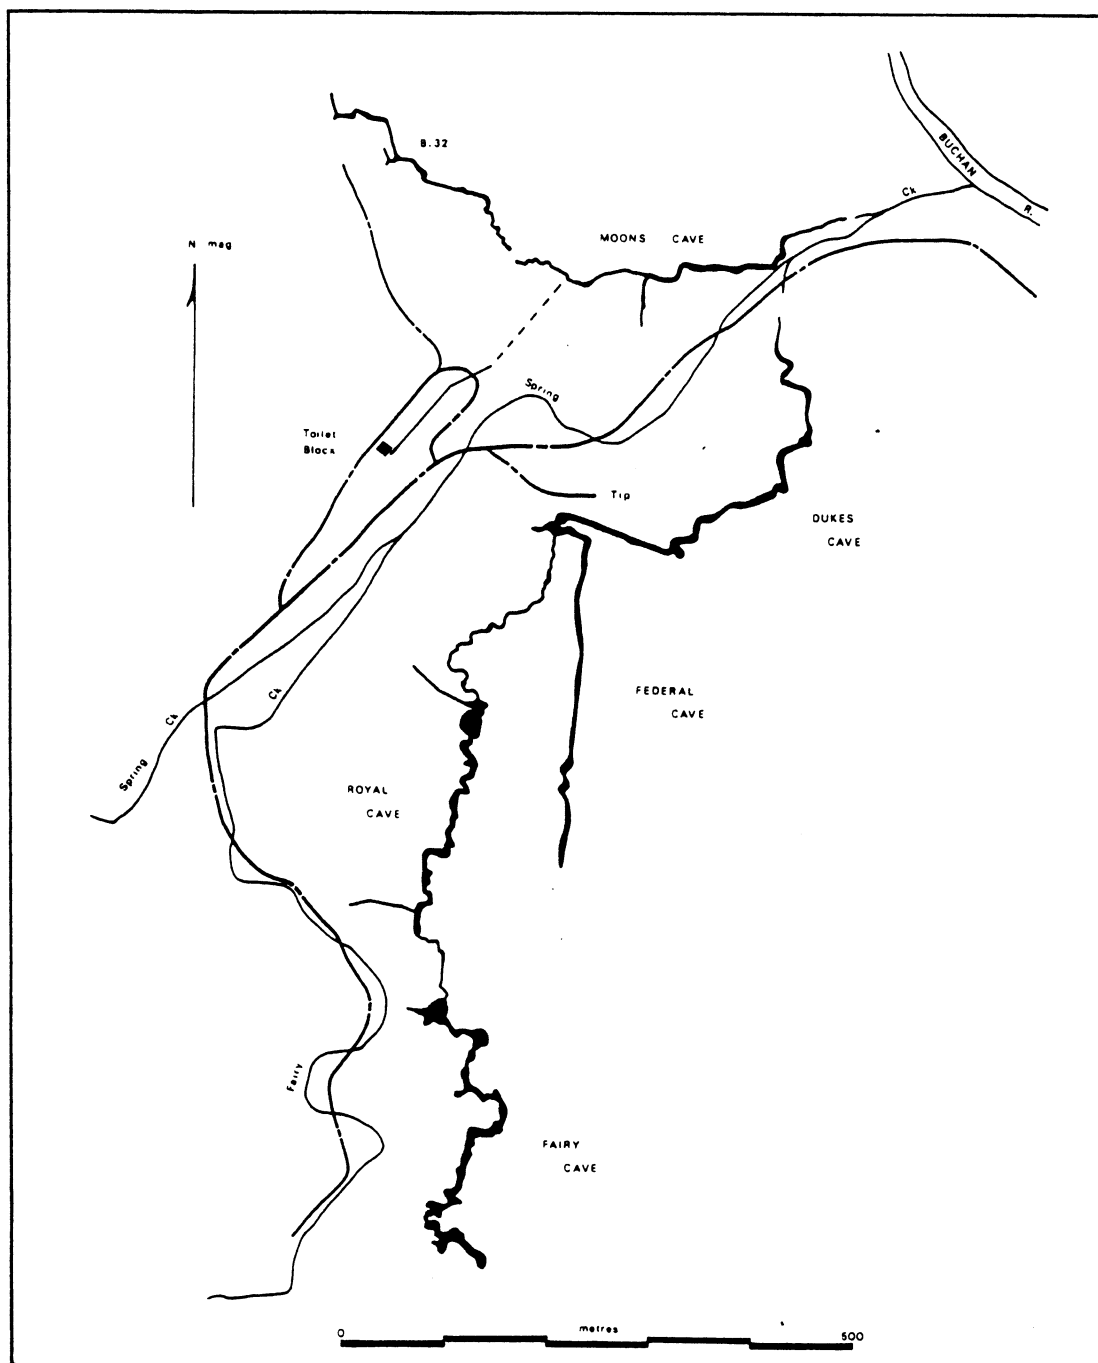 BUCHAN
R.
B.32
Ck
MOONS CAVE
N mag
Spring
Toilet
Block
Tip
DUKES
CAVE
FEDERAL
CAVE
Ck
Ck
Spring
ROYAL
CAVE
Fairy
FAIRY
CAVE
0 metres 500